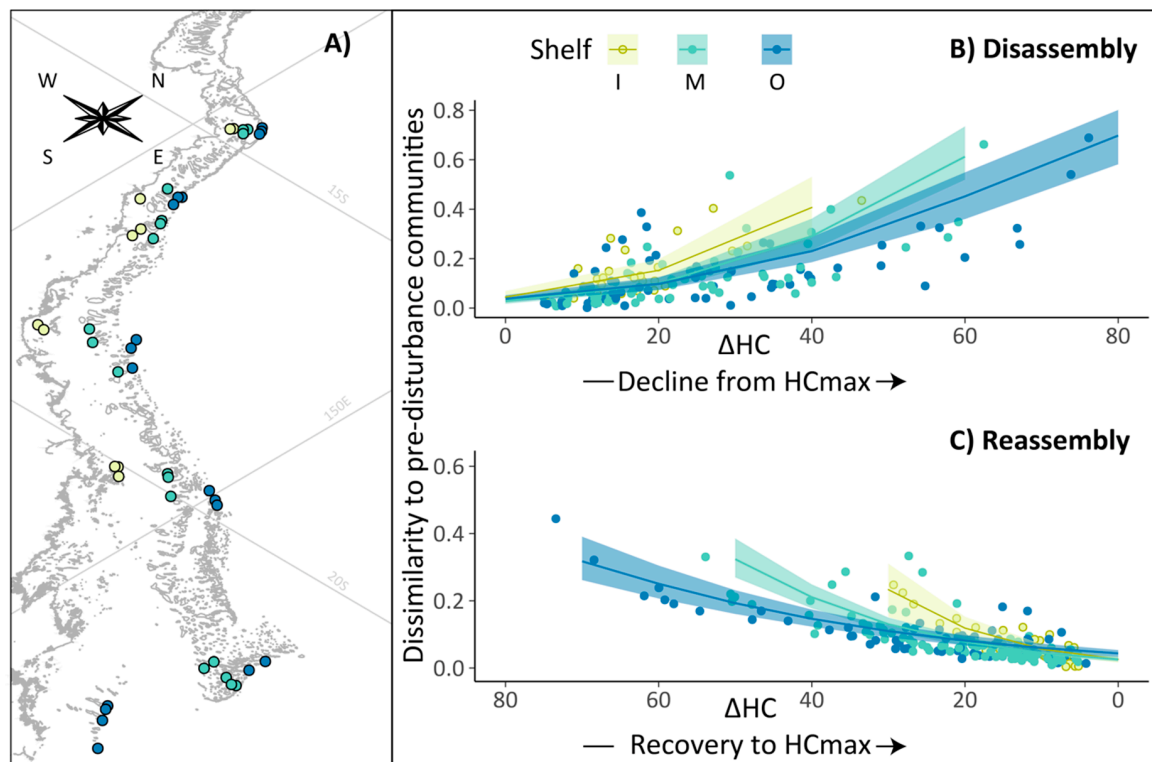 A)
W
N
S
E
15S
150E
20S
Shelf
I
M
O
B) Disassembly
Dissimilarity to pre-disturbance communities
0.8
0.6
0.4
0.2
0.0
0
20
40
60
80
ΔHC
Decline from HCmax
C) Reassembly
0.6
0.4
0.2
0.0
80
60
40
20
0
ΔHC
Recovery to HCmax